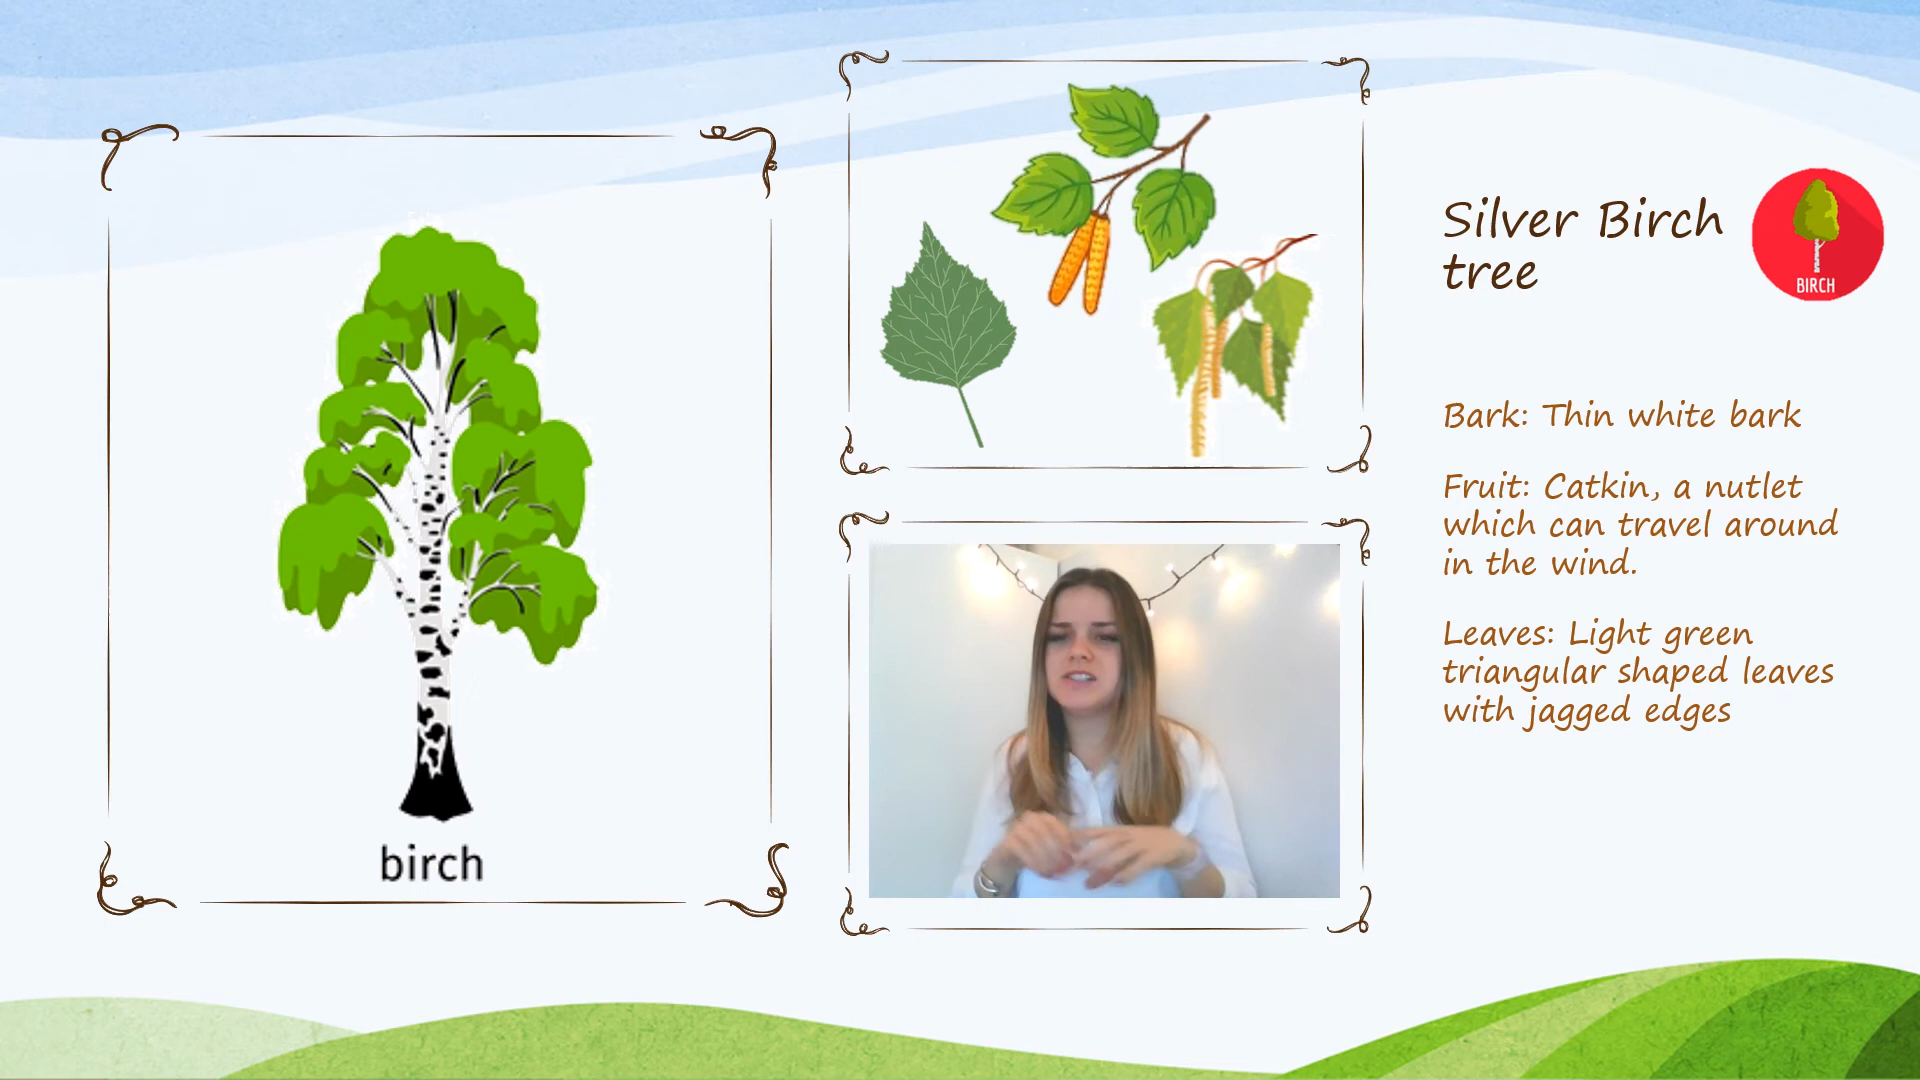 birch
Silver Birch
tree
BIRCH
Bark: Thin white bark
Fruit: Catkin, a nutlet
which can travel around
in the wind.
Leaves: Light green
triangular shaped leaves
with jagged edges